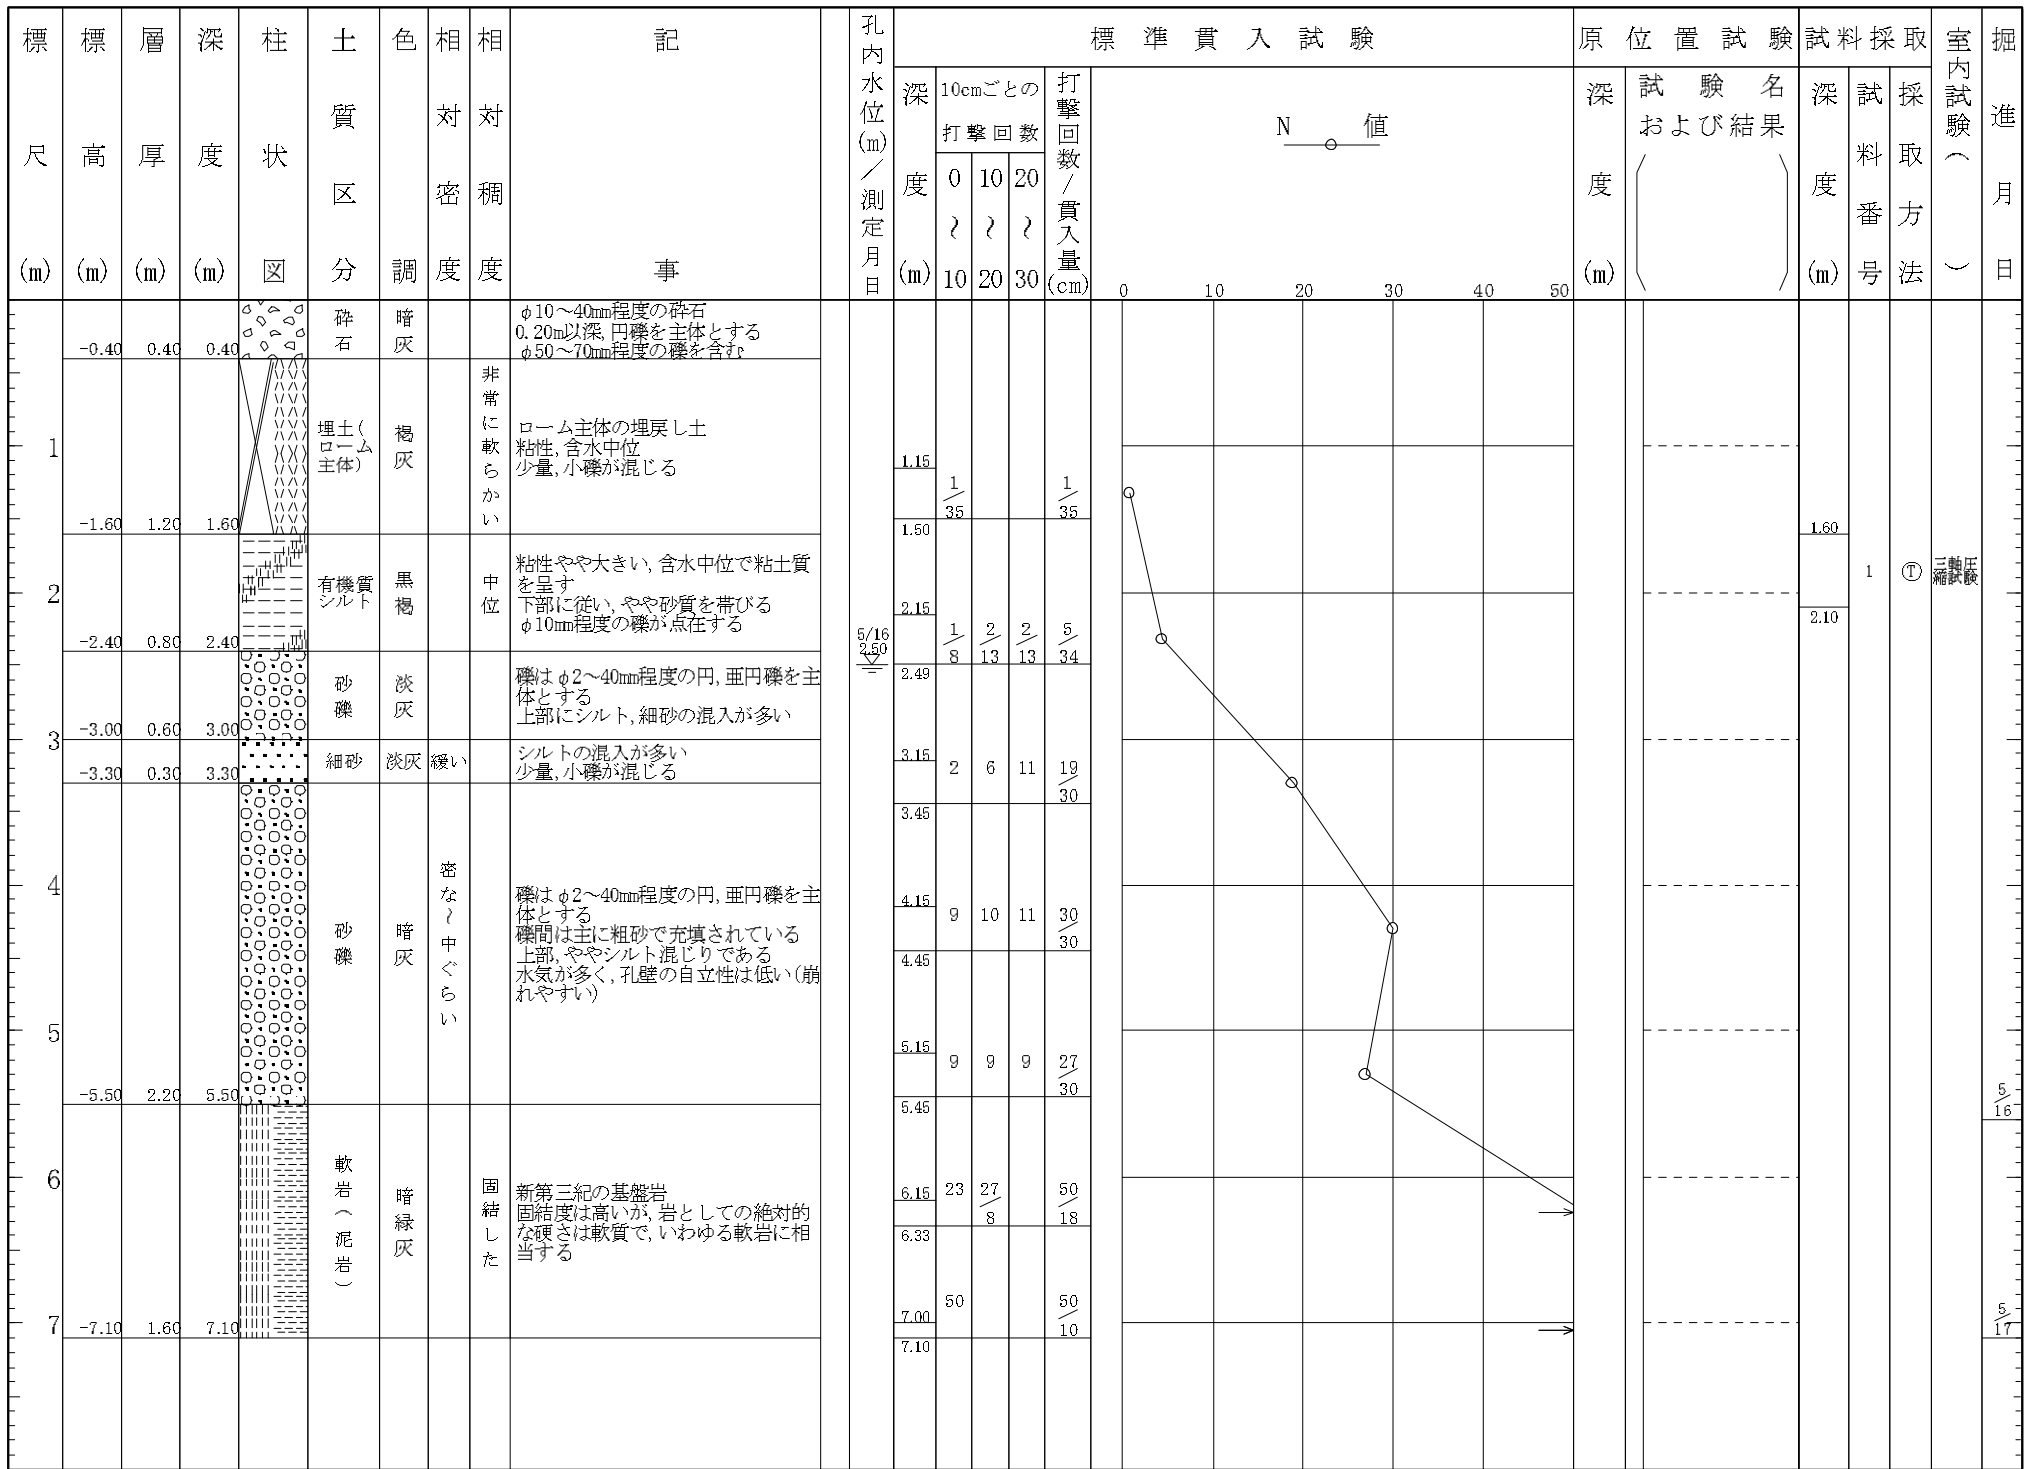 標尺(m)
標高(m)
層厚(m)
深度(m)
柱状図
土質区分
色調
相対密度
相対稠度
記事
孔内水位(m)/測定月日
標準貫入試験
深度(m)
10cmごとの
打撃回数
0〜10
10〜20
20〜30
打撃回数/貫入量(cm)
N 値
0 10 20 30 40 50
原位置試験
深度(m)
試験名
および結果
試料採取
深度(m)
試料番号
採取方法
室内試験( )
掘進月日
-0.40 0.40 0.40
砕石
暗灰
φ10〜40mm程度の砕石
0.20m以深,円礫を主体とする
φ50〜70mm程度の礫を含む
1
-1.60 1.20 1.60
埋土(
ローム
主体)
褐灰
非常に軟らかい
ローム主体の埋戻し土
粘性,含水中位
少量,小礫が混じる
1.15
1/35
1/35
1.50
2
-2.40 0.80 2.40
有機質
シルト
黒褐
中位
粘性やや大きい,含水中位で粘土質
を呈す
下部に従い,やや砂質を帯びる
φ10mm程度の礫が点在する
5/16
2.50
2.15
1/8 2/13 2/13 5/34
2.49
1.60
1 Ⓣ 三軸圧縮試験
2.10
-3.00 0.60 3.00
砂礫
淡灰
礫はφ2〜40mm程度の円,亜円礫を主
体とする
上部にシルト,細砂の混入が多い
3
-3.30 0.30 3.30
細砂
淡灰
緩い
シルトの混入が多い
少量,小礫が混じる
3.15
2 6 11 19/30
3.45
4
5
-5.50 2.20 5.50
砂礫
暗灰
密な〜中ぐらい
礫はφ2〜40mm程度の円,亜円礫を主
体とする
礫間は主に粗砂で充填されている
上部,ややシルト混じりである
水気が多く,孔壁の自立性は低い(崩
れやすい)
4.15
9 10 11 30/30
4.45
5.15
9 9 9 27/30
5.45
5/16
6
7
-7.10 1.60 7.10
軟岩(泥岩)
暗緑灰
固結した
新第三紀の基盤岩
固結度は高いが,岩としての絶対的
な硬さは軟質で,いわゆる軟岩に相
当する
6.15
23 27/8 50/18
6.33
7.00
50 50/10
7.10
5/17